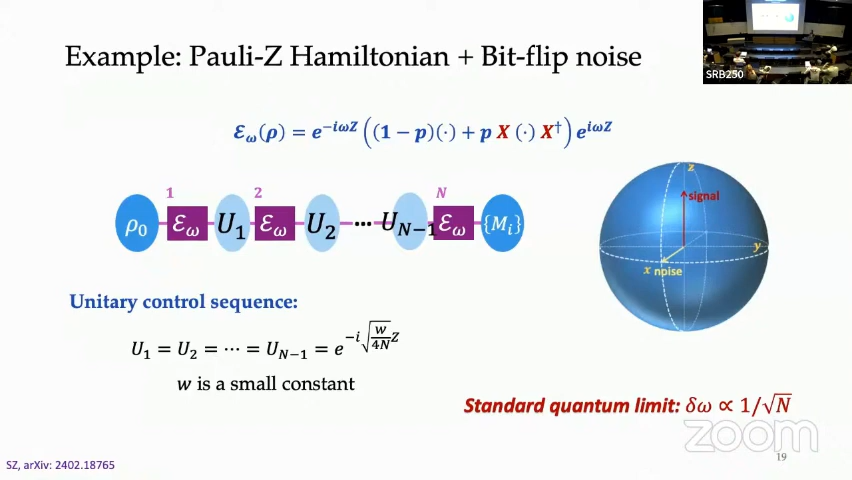 SRB250
Example: Pauli-Z Hamiltonian + Bit-flip noise
ℰ_ω(ρ) = e^{-iωZ} ((1 − p)(·) + p X (·) X†) e^{iωZ}
1 2 N
ρ₀ ℰ_ω U₁ ℰ_ω U₂ ··· U_{N−1} ℰ_ω {M_i}
z
signal
y
x noise
Unitary control sequence:
U₁ = U₂ = ⋯ = U_{N−1} = e^{−i√(w/4N) Z}
w is a small constant
Standard quantum limit: δω ∝ 1/√N
zoom
19
SZ, arXiv: 2402.18765